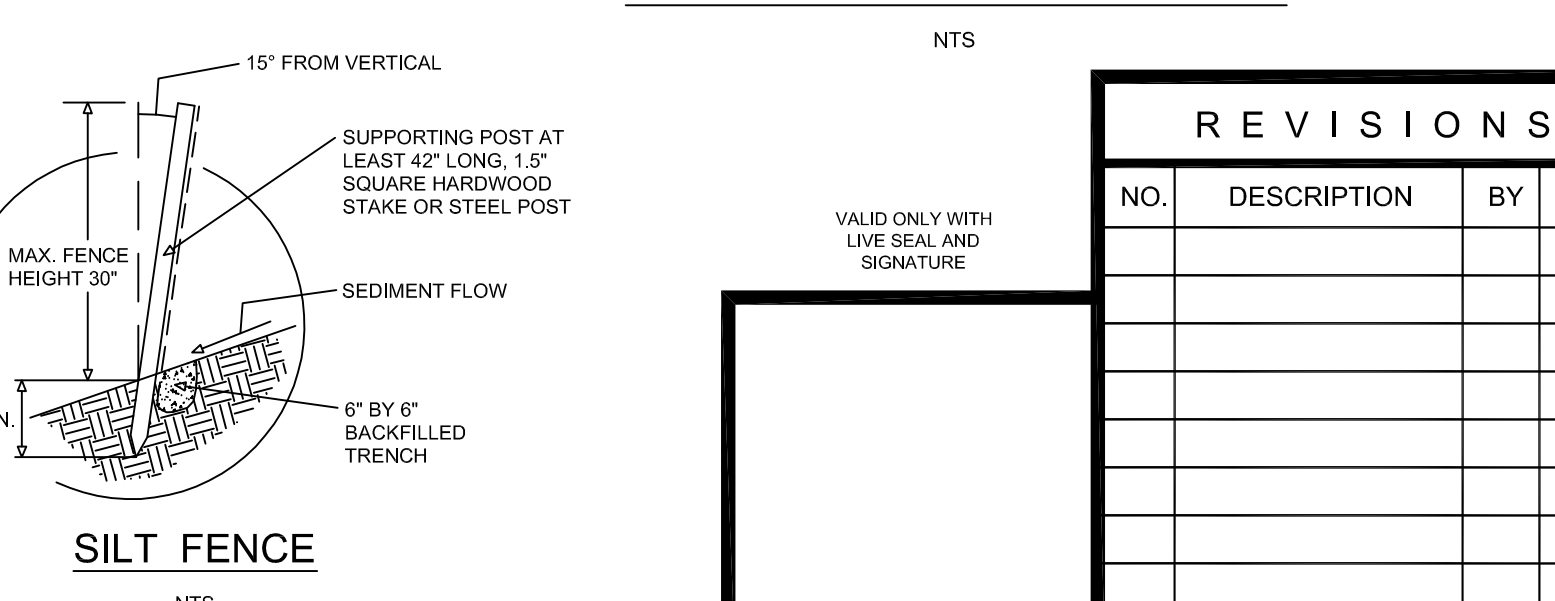 NTS
15° FROM VERTICAL
SUPPORTING POST AT
LEAST 42" LONG, 1.5"
SQUARE HARDWOOD
STAKE OR STEEL POST
MAX. FENCE
HEIGHT 30"
SEDIMENT FLOW
6" BY 6"
BACKFILLED
TRENCH
SILT FENCE
NTS
VALID ONLY WITH
LIVE SEAL AND
SIGNATURE
REVISIONS
NO. DESCRIPTION BY